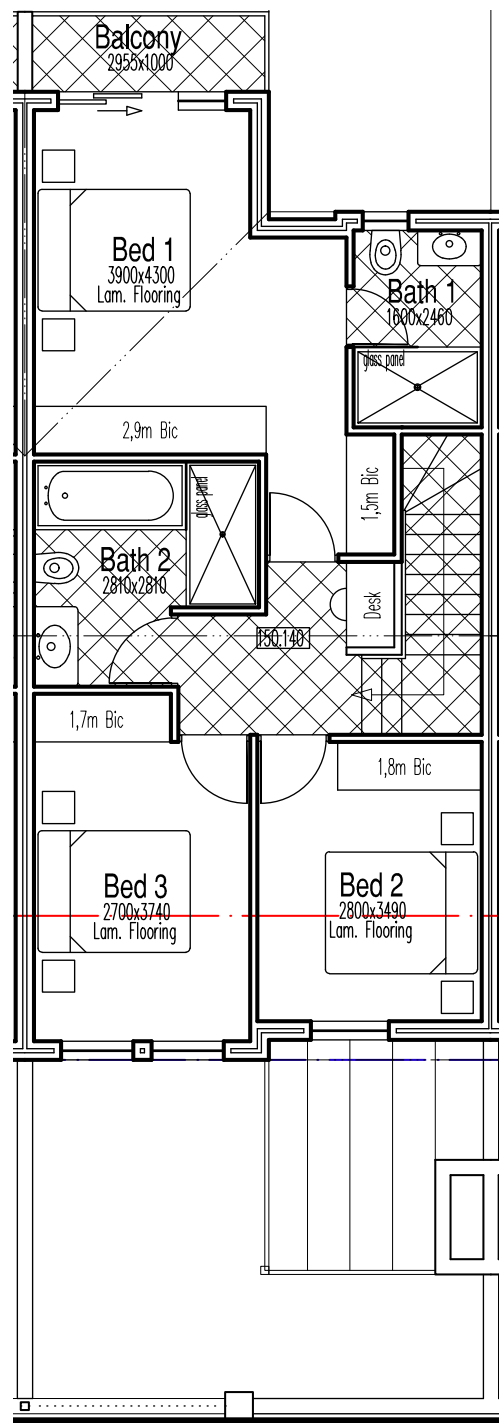 Balcony
2955x1000
Bed 1
3900x4300
Lam. Flooring
Bath 1
1600x2460
glass panel
2,9m Bic
1,5m Bic
glass panel
Bath 2
2810x2810
Desk
150.140
1,7m Bic
1,8m Bic
Bed 3
2700x3740
Lam. Flooring
Bed 2
2800x3490
Lam. Flooring